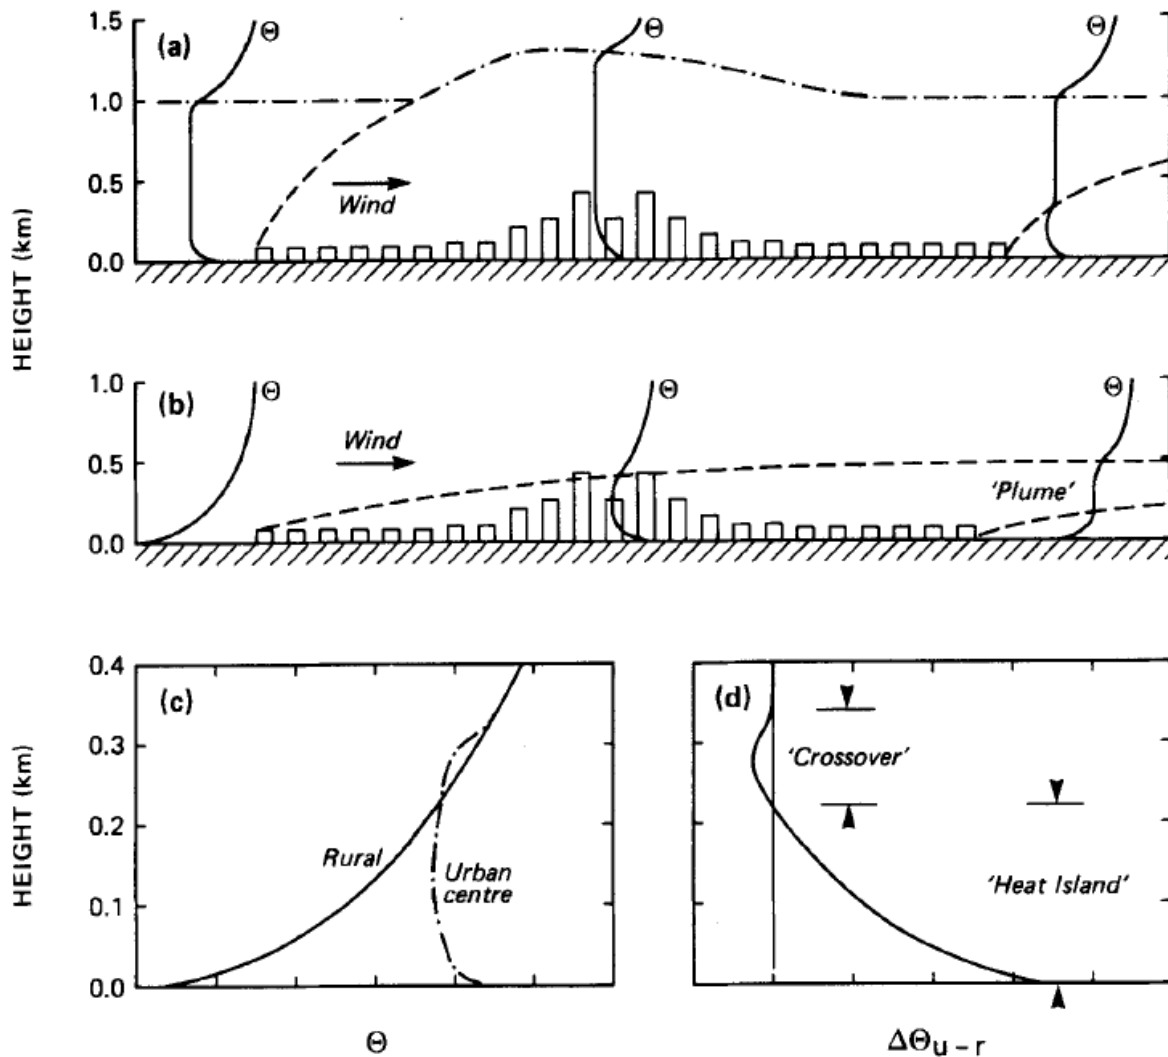 HEIGHT (km)
1.5
1.0
0.5
0.0
(a)
Θ
Θ
Θ
Wind
1.0
0.5
0.0
(b)
Θ
Θ
Θ
Wind
'Plume'
HEIGHT (km)
0.4
0.3
0.2
0.1
0.0
(c)
Rural
Urban
centre
Θ
(d)
'Crossover'
'Heat Island'
ΔΘu – r